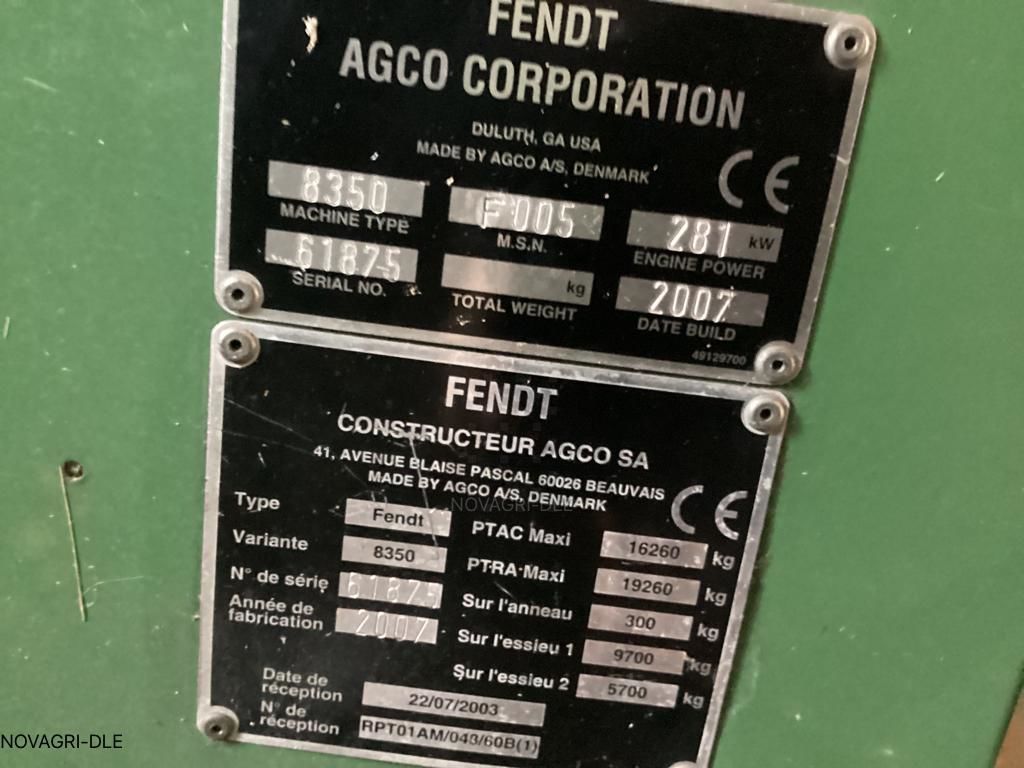 FENDT
AGCO CORPORATION
DULUTH, GA USA
MADE BY AGCO A/S, DENMARK
CE
8350
MACHINE TYPE
F 005
M.S.N.
281 kW
ENGINE POWER
61875
SERIAL NO.
kg
TOTAL WEIGHT
2007
DATE BUILD
49129700
FENDT
CONSTRUCTEUR AGCO SA
41, AVENUE BLAISE PASCAL 60026 BEAUVAIS
MADE BY AGCO A/S, DENMARK
CE
NOVAGRI-DLE
Type Fendt
Variante 8350
N° de série 61875
Année de
fabrication 2007
PTAC Maxi 16260 kg
PTRA-Maxi 19260 kg
Sur l'anneau 300 kg
Sur l'essieu 1 9700 kg
Sur l'essieu 2 5700 kg
Date de
réception 22/07/2003
N° de
réception RPT01AM/043/60B(1)
NOVAGRI-DLE